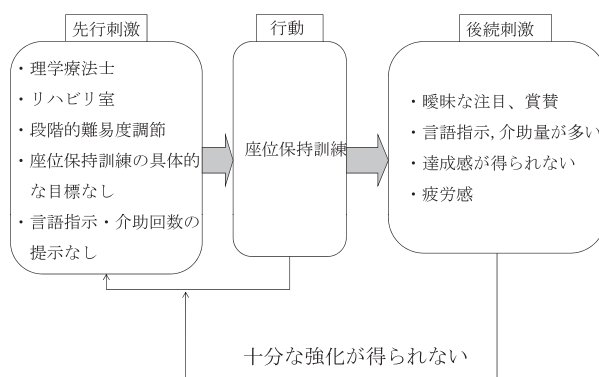 先行刺激
・理学療法士
・リハビリ室
・段階的難易度調節
・座位保持訓練の具体的
な目標なし
・言語指示・介助回数の
提示なし
行動
座位保持訓練
後続刺激
・曖昧な注目、賞賛
・言語指示,介助量が多い
・達成感が得られない
・疲労感
十分な強化が得られない